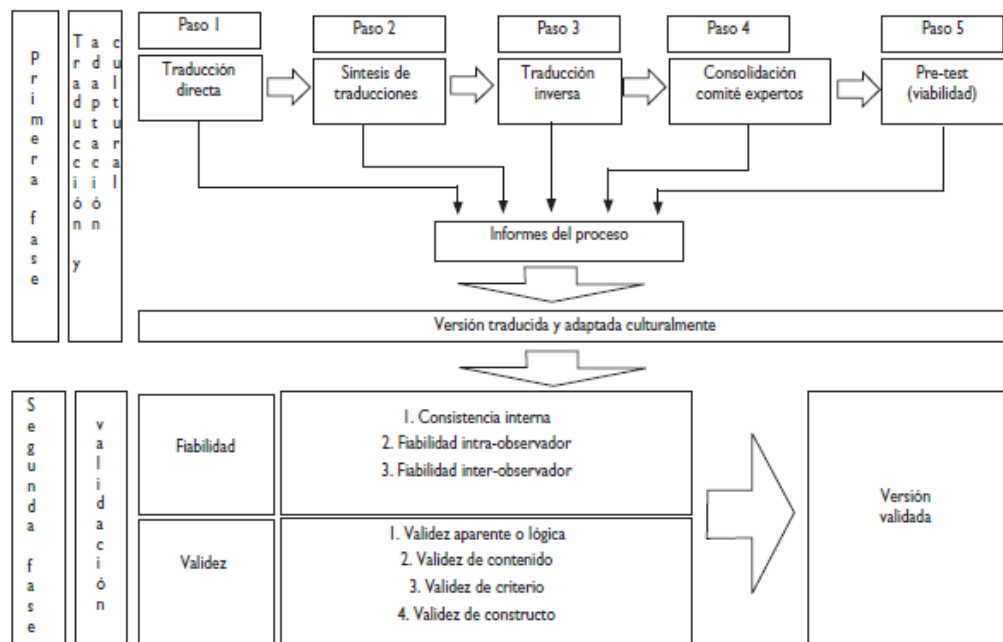 Primera fase
Traducción y
adaptación
cultural
Paso 1
Paso 2
Paso 3
Paso 4
Paso 5
Traducción
directa
Síntesis de
traducciones
Traducción
inversa
Consolidación
comité expertos
Pre-test
(viabilidad)
Informes del proceso
Versión traducida y adaptada culturalmente
Segunda fase
validación
Fiabilidad
1. Consistencia interna
2. Fiabilidad intra-observador
3. Fiabilidad inter-observador
Validez
1. Validez aparente o lógica
2. Validez de contenido
3. Validez de criterio
4. Validez de constructo
Versión
validada